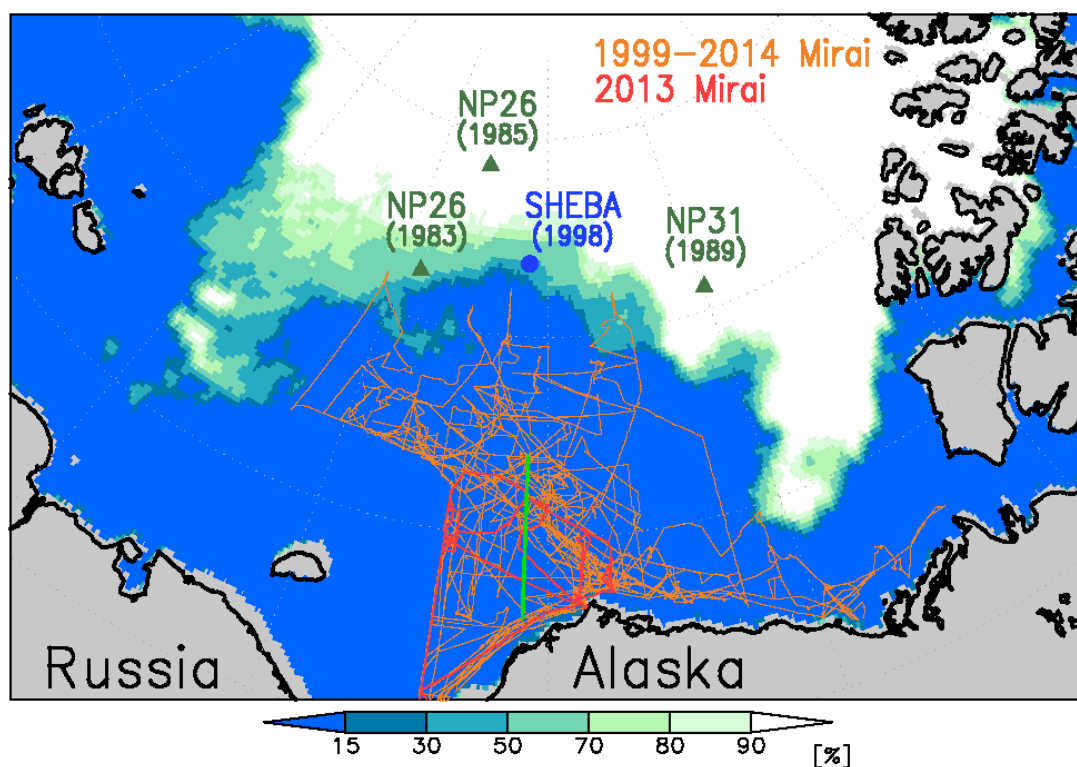 1999-2014 Mirai
2013 Mirai
NP26
(1985)
NP26
(1983)
SHEBA
(1998)
NP31
(1989)
Russia
Alaska
15 30 50 70 80 90
[%]